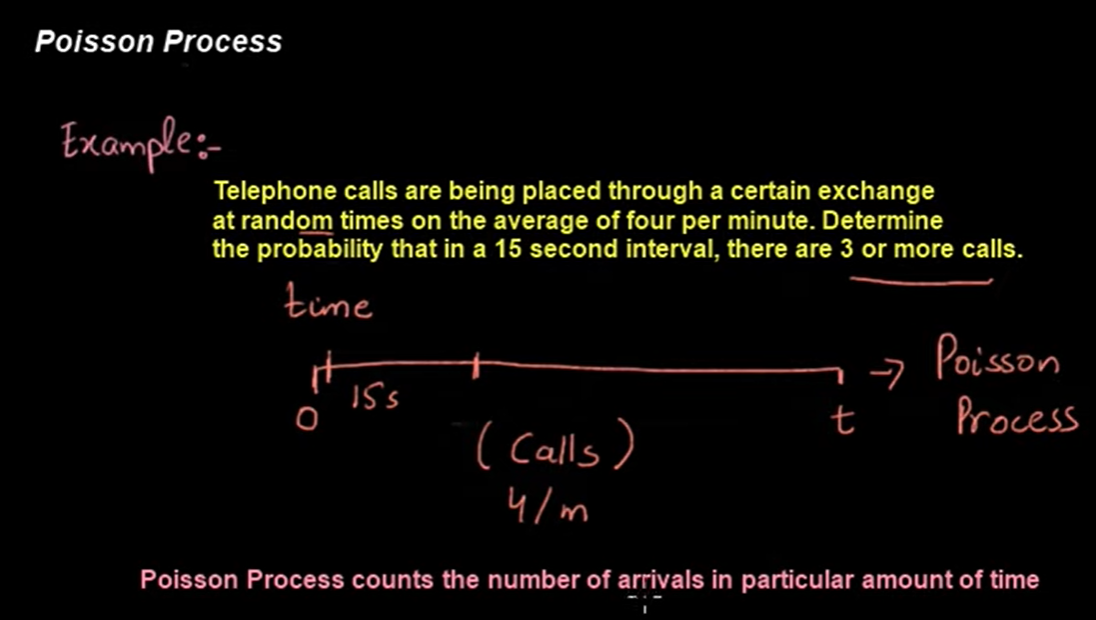 Poisson Process
Example:-
Telephone calls are being placed through a certain exchange
at random times on the average of four per minute. Determine
the probability that in a 15 second interval, there are 3 or more calls.
time
→ Poisson
15s
0
t
Process
(Calls)
4/m
Poisson Process counts the number of arrivals in particular amount of time